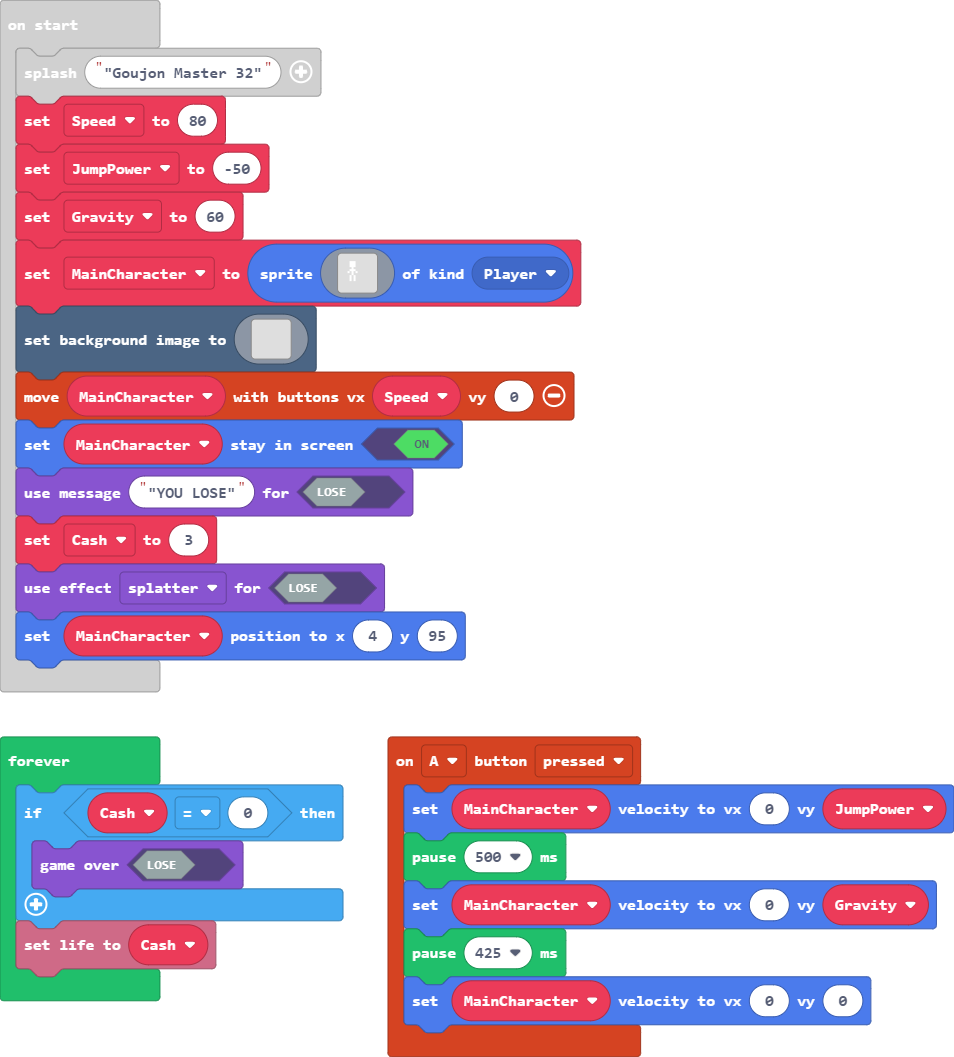 on start
splash ""Goujon Master 32""
set Speed to 80
set JumpPower to -50
set Gravity to 60
set MainCharacter to sprite of kind Player
set background image to
move MainCharacter with buttons vx Speed vy 0
set MainCharacter stay in screen ON
use message ""YOU LOSE"" for LOSE
set Cash to 3
use effect splatter for LOSE
set MainCharacter position to x 4 y 95
forever
if Cash = 0 then
game over LOSE
set life to Cash
on A button pressed
set MainCharacter velocity to vx 0 vy JumpPower
pause 500 ms
set MainCharacter velocity to vx 0 vy Gravity
pause 425 ms
set MainCharacter velocity to vx 0 vy 0